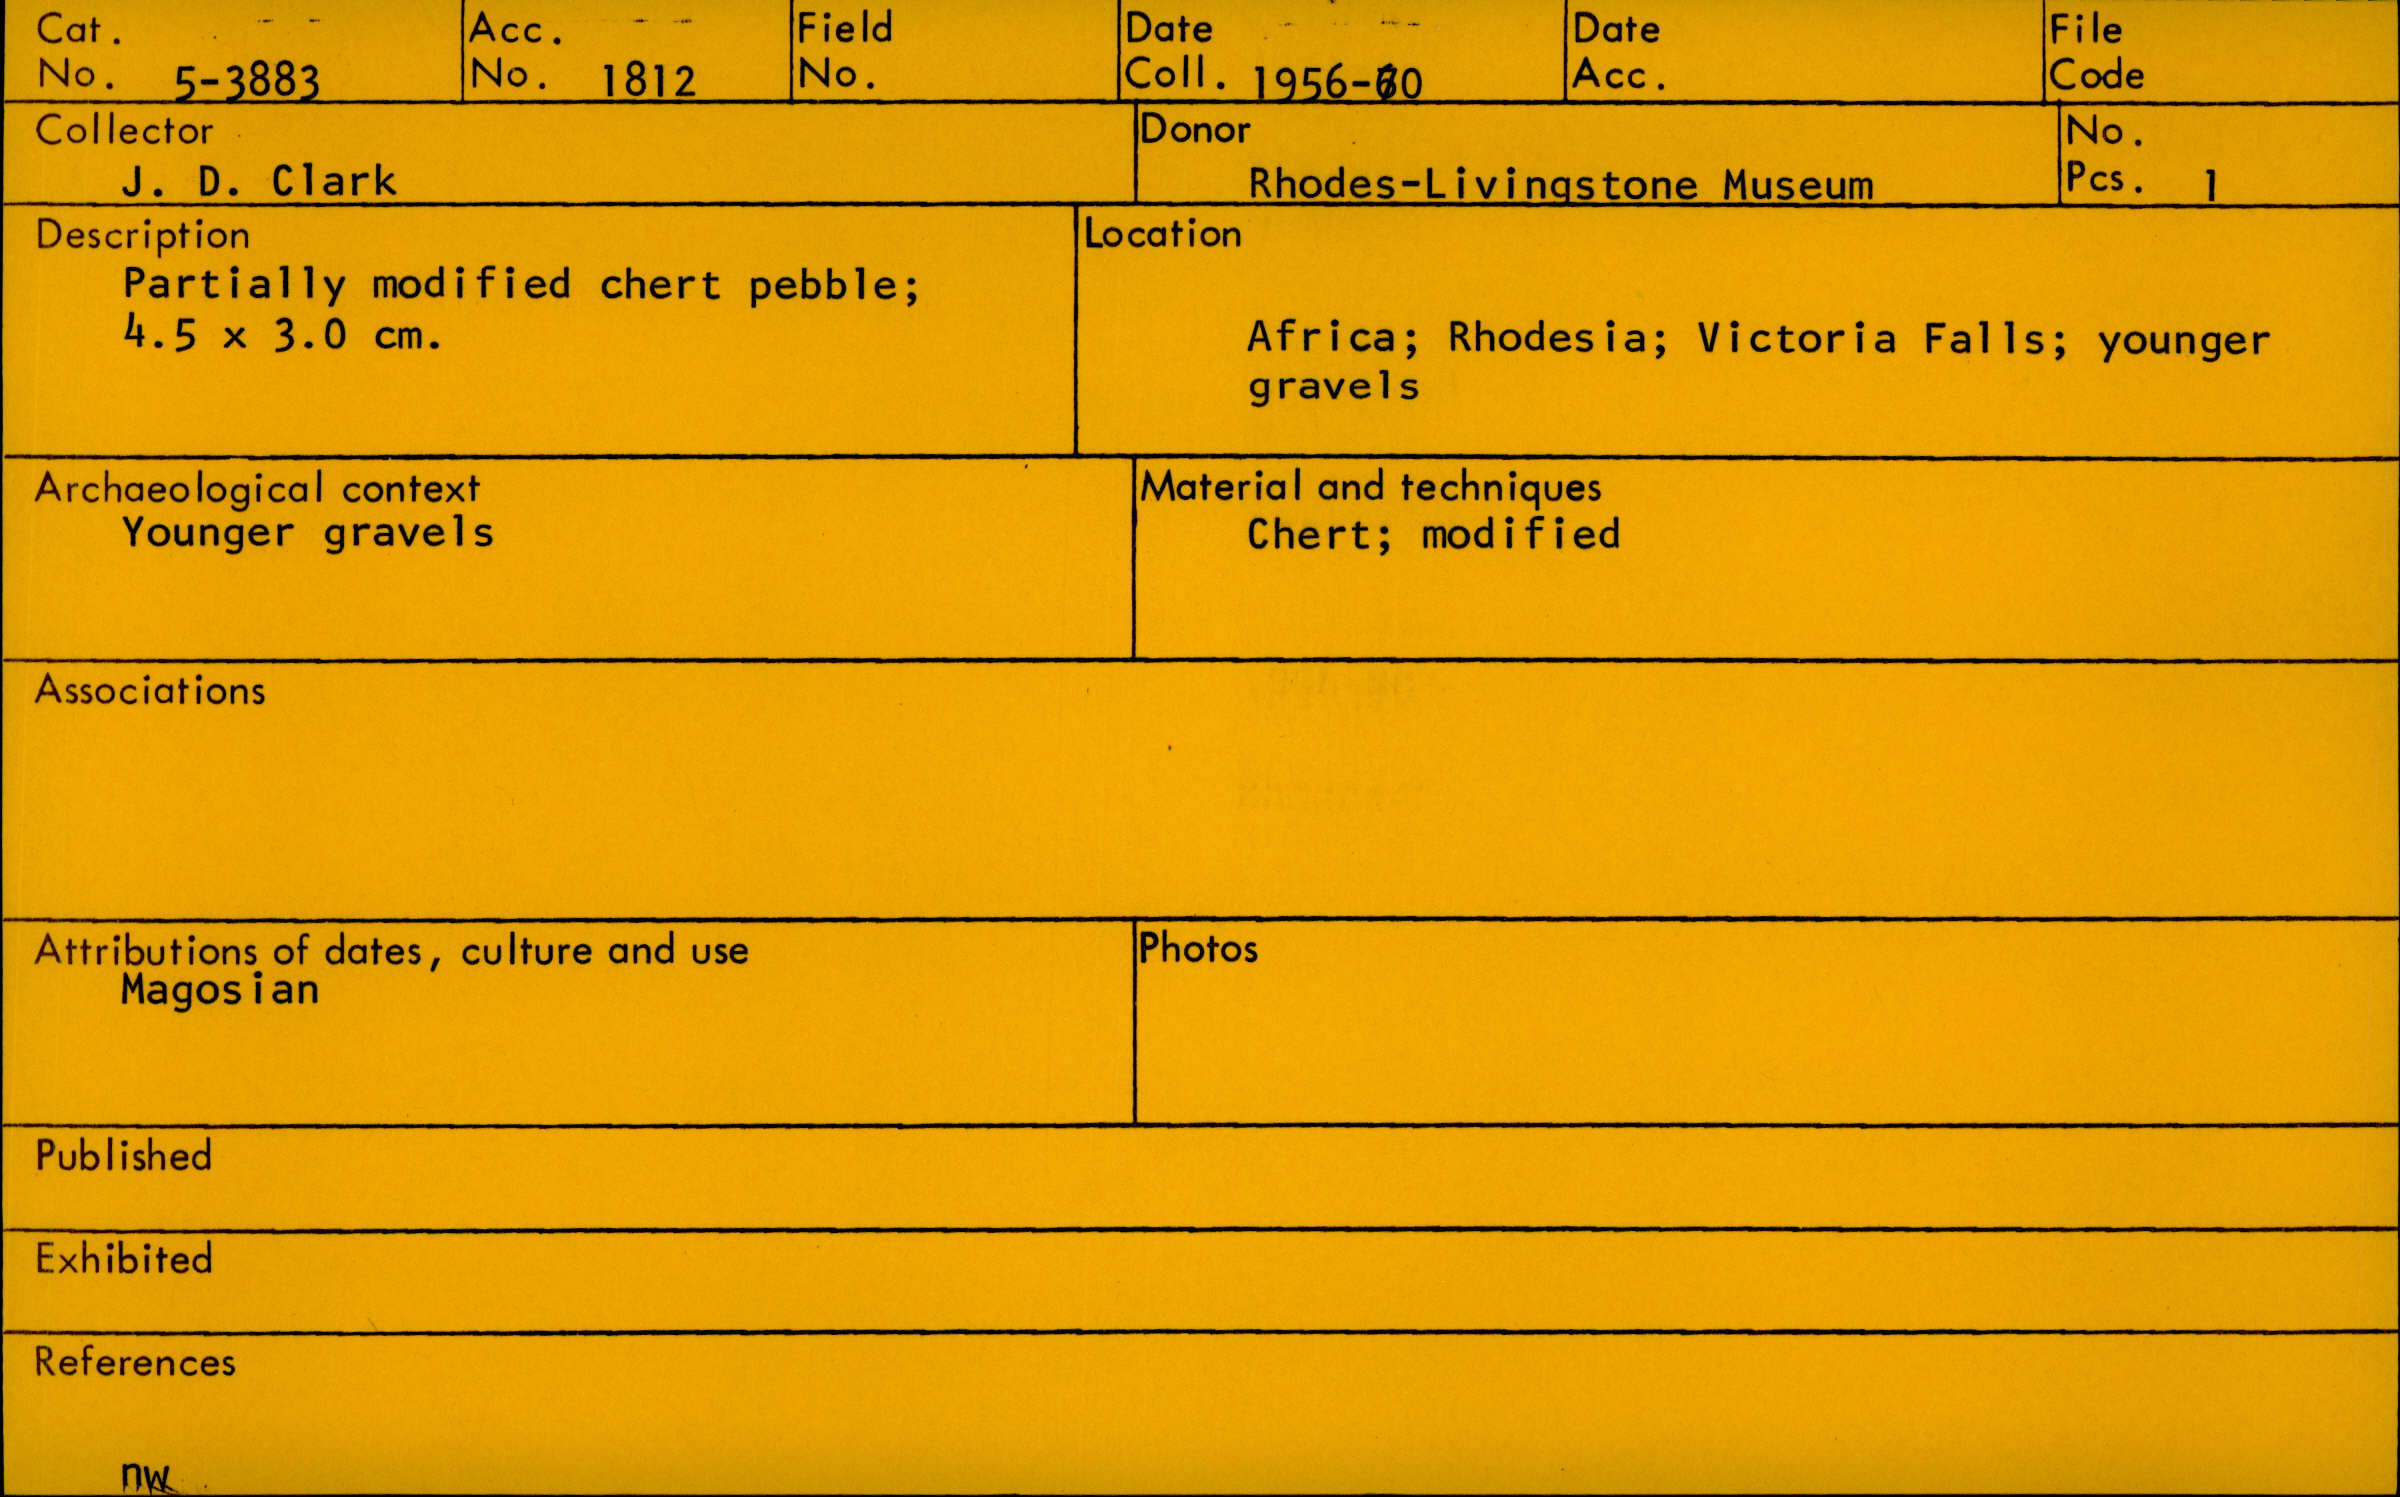 Cat. No. 5-3883
Acc. No. 1812
Field No.
Date Coll. 1956-60
Date Acc.
File Code
Collector
J. D. Clark
Donor
Rhodes-Livingstone Museum
No. Pcs. 1
Description
Partially modified chert pebble;
4.5 x 3.0 cm.
Location
Africa; Rhodesia; Victoria Falls; younger
gravels
Archaeological context
Younger gravels
Material and techniques
Chert; modified
Associations
Attributions of dates, culture and use
Magosian
Photos
Published
Exhibited
References
nw